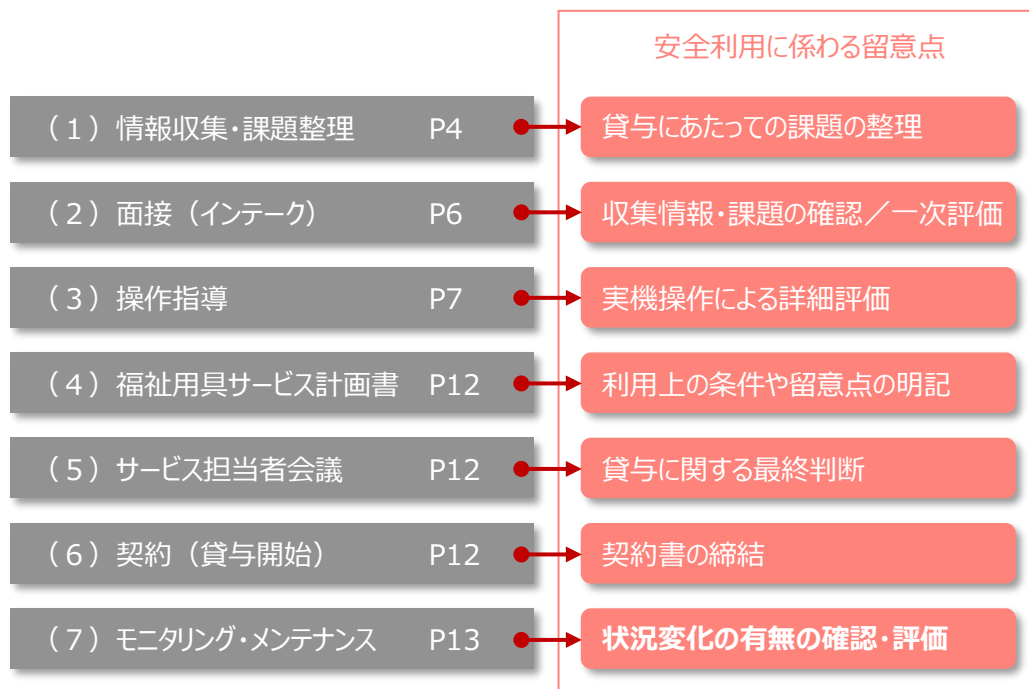 安全利用に係わる留意点
（１）情報収集・課題整理 P4 貸与にあたっての課題の整理
（２）面接（インテーク） P6 収集情報・課題の確認／一次評価
（３）操作指導 P7 実機操作による詳細評価
（４）福祉用具サービス計画書 P12 利用上の条件や留意点の明記
（５）サービス担当者会議 P12 貸与に関する最終判断
（６）契約（貸与開始） P12 契約書の締結
（７）モニタリング・メンテナンス P13 状況変化の有無の確認・評価